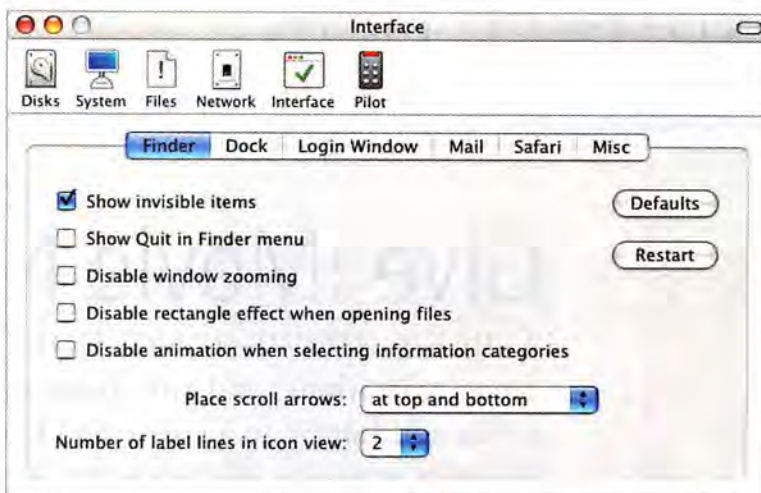 Interface
Disks System Files Network Interface Pilot
Finder Dock Login Window Mail Safari Misc
Show invisible items
Defaults
Show Quit in Finder menu
Restart
Disable window zooming
Disable rectangle effect when opening files
Disable animation when selecting information categories
Place scroll arrows: at top and bottom
Number of label lines in icon view: 2